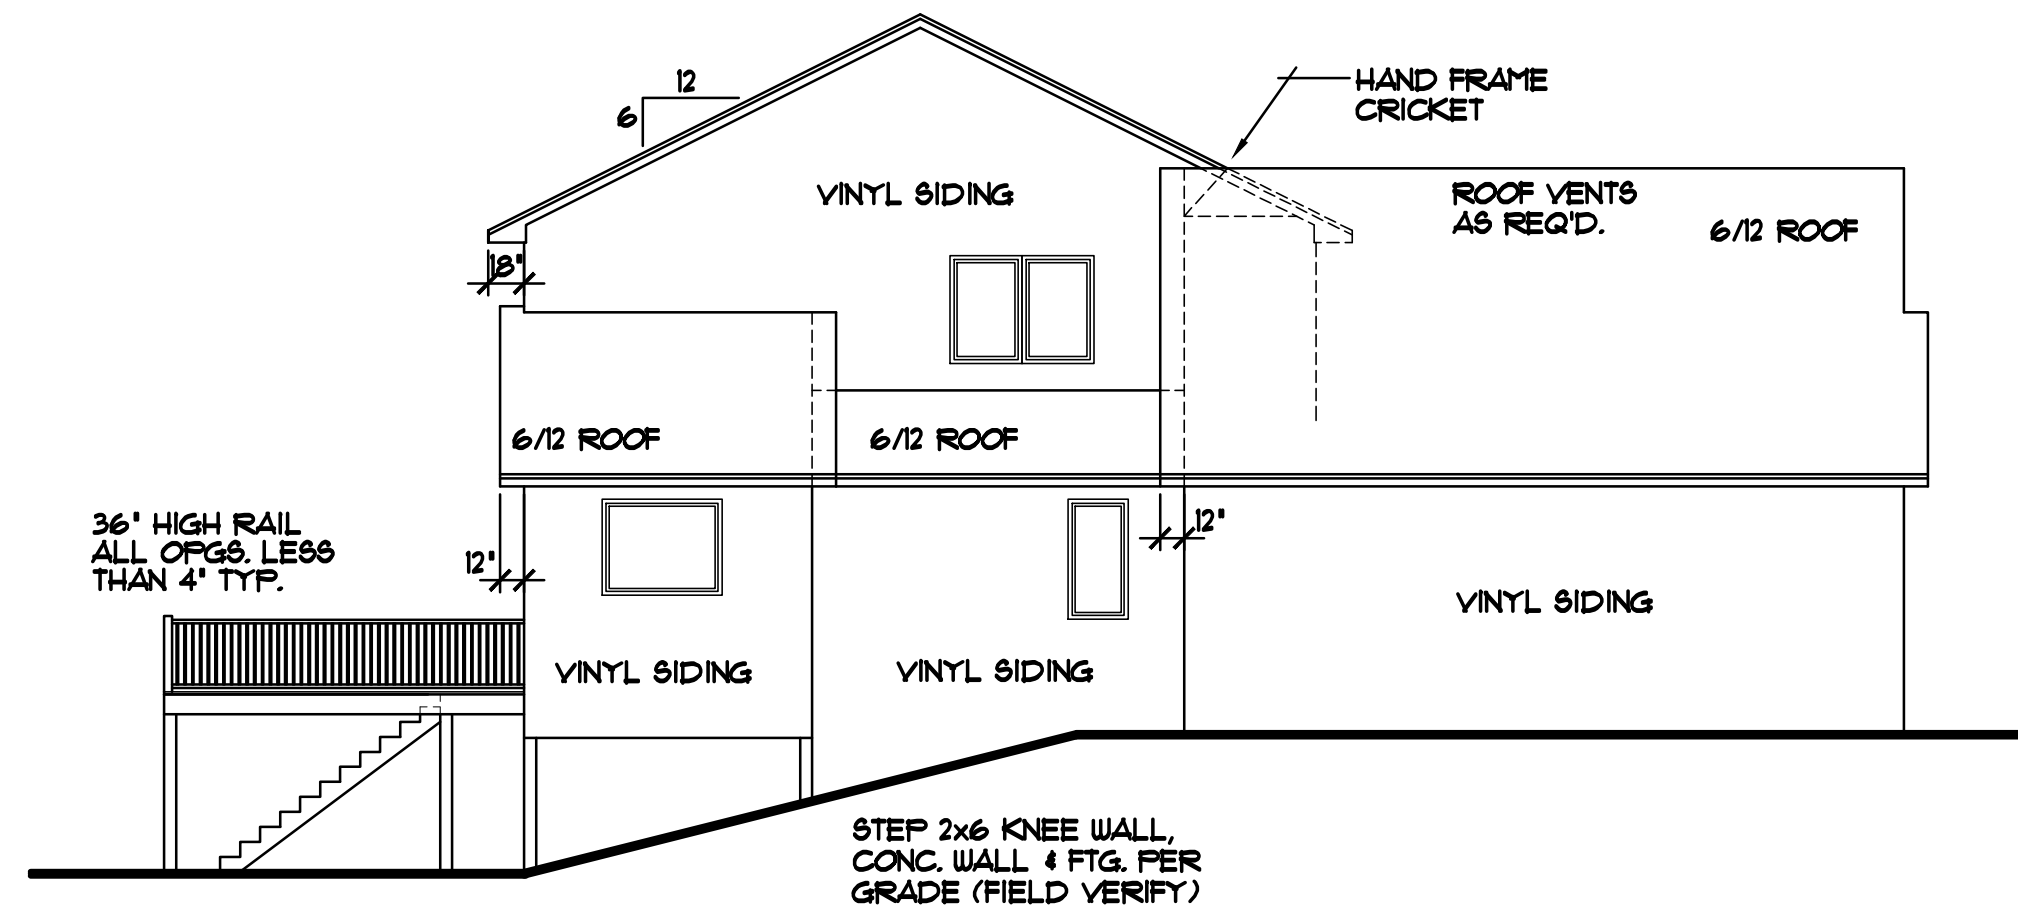 12
6
HAND FRAME
CRICKET
VINYL SIDING
ROOF VENTS
AS REQ'D.
6/12 ROOF
18"
6/12 ROOF
6/12 ROOF
36" HIGH RAIL
ALL OPGS. LESS
THAN 4" TYP.
12"
12"
VINYL SIDING
VINYL SIDING
VINYL SIDING
STEP 2x6 KNEE WALL,
CONC. WALL & FTG. PER
GRADE (FIELD VERIFY)